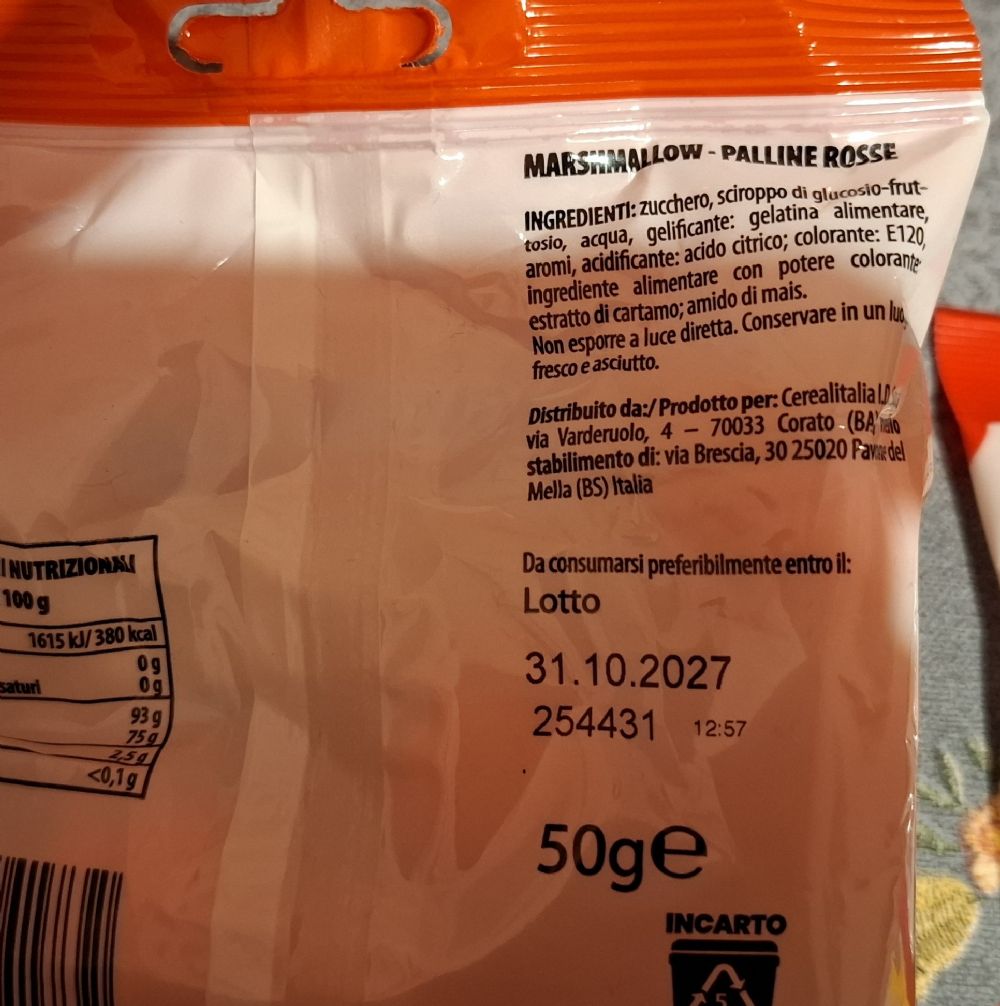 MARSHMALLOW - PALLINE ROSSE
INGREDIENTI: zucchero, sciroppo di glucosio-frut-
tosio, acqua, gelificante: gelatina alimentare,
aromi, acidificante: acido citrico; colorante: E120,
ingrediente alimentare con potere colorante:
estratto di cartamo; amido di mais.
Non esporre a luce diretta. Conservare in un
fresco e asciutto.
Distribuito da:/ Prodotto per: Cerealitalia
via Varderuolo, 4 – 70033 Corato (BA)
stabilimento di: via Brescia, 30 25020 del
Mella (BS) Italia
Da consumarsi preferibilmente entro il:
Lotto
31.10.2027
254431 12:57
50g℮
INCARTO
5
I NUTRIZIONALI
100 g
1615 kJ/ 380 kcal
0 g
saturi 0 g
93 g
75 g
2,5 g
<0,1 g